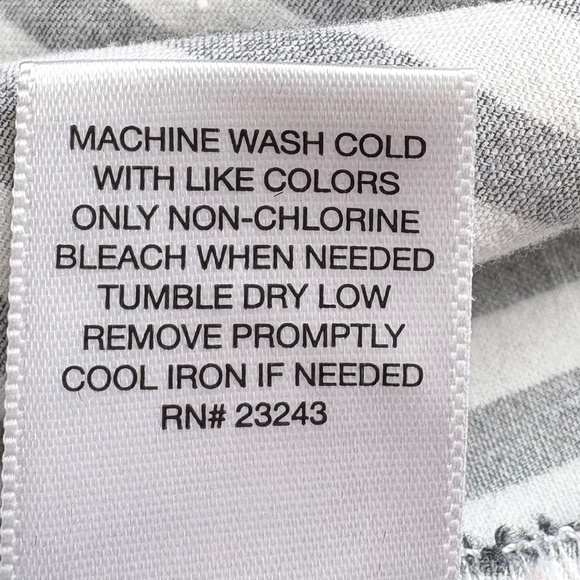 MACHINE WASH COLD
WITH LIKE COLORS
ONLY NON-CHLORINE
BLEACH WHEN NEEDED
TUMBLE DRY LOW
REMOVE PROMPTLY
COOL IRON IF NEEDED
RN# 23243